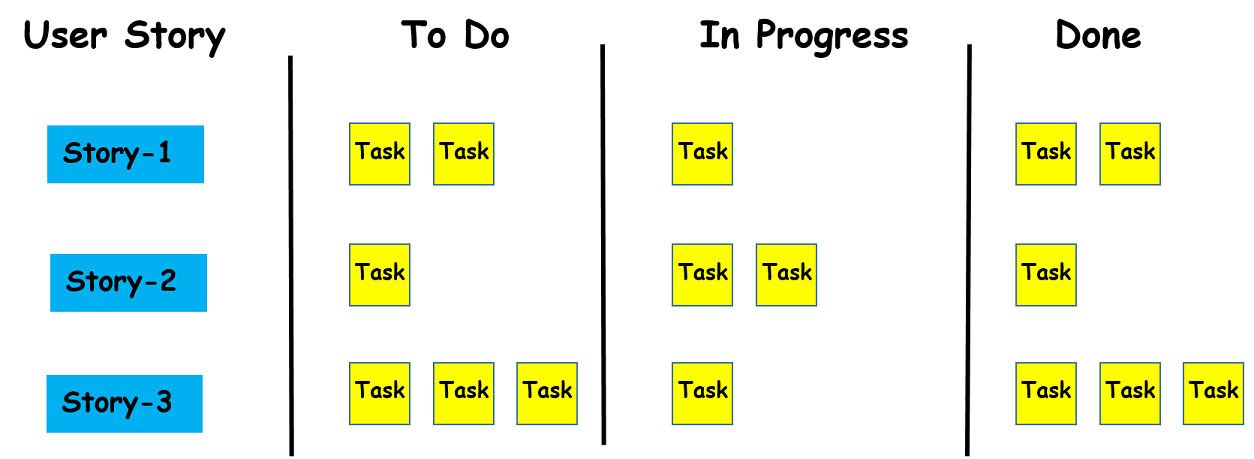 User Story To Do In Progress Done
Story-1 Task Task Task Task Task
Story-2 Task Task Task Task
Story-3 Task Task Task Task Task Task Task